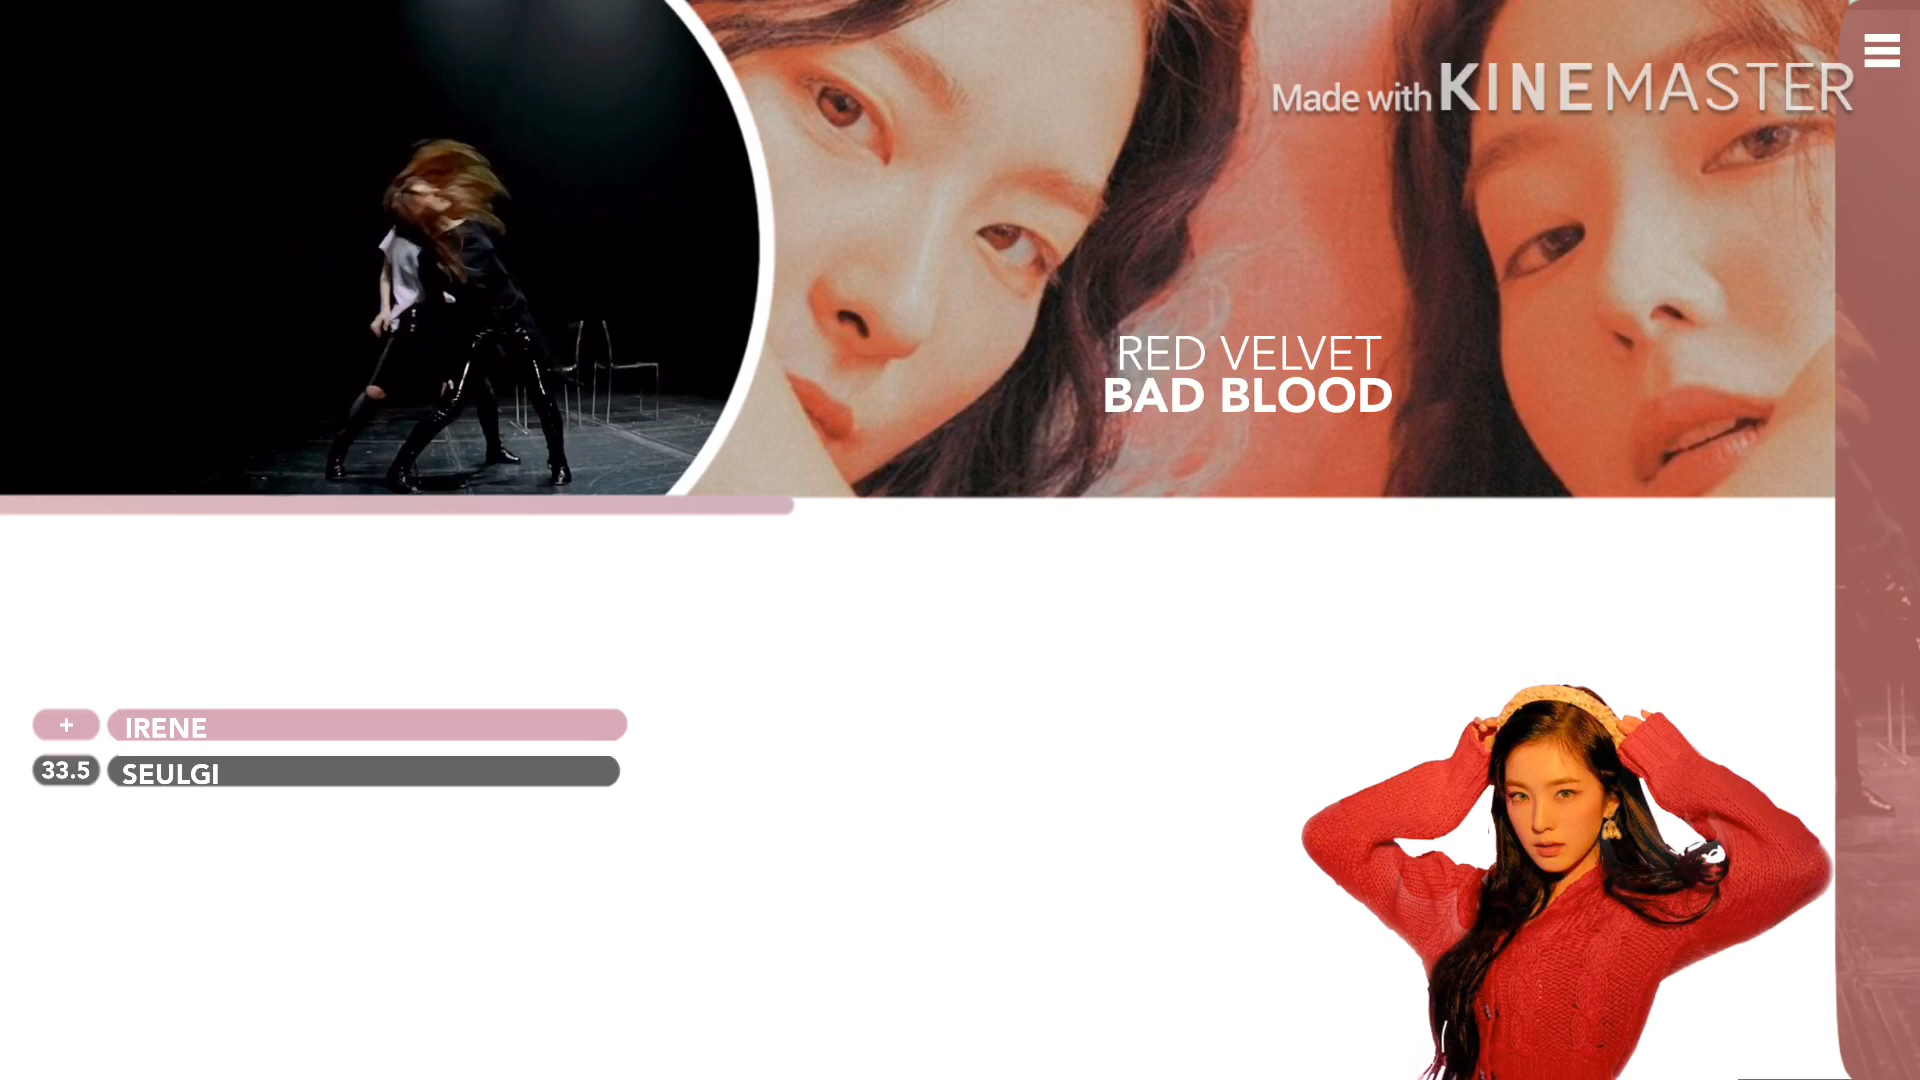 Made with KINEMASTER
RED VELVET
BAD BLOOD
+ IRENE
33.5 SEULGI